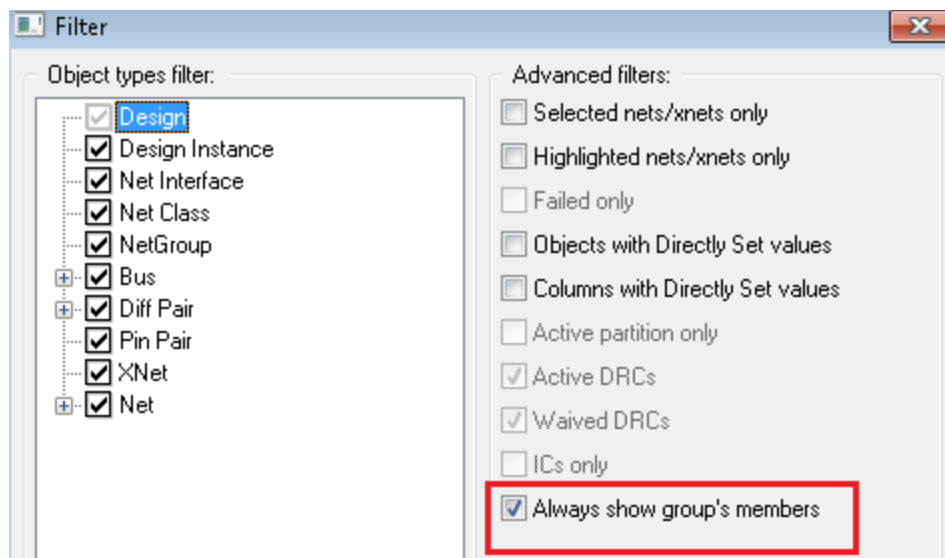 Filter
Object types filter:
Design
Design Instance
Net Interface
Net Class
NetGroup
Bus
Diff Pair
Pin Pair
XNet
Net
Advanced filters:
Selected nets/xnets only
Highlighted nets/xnets only
Failed only
Objects with Directly Set values
Columns with Directly Set values
Active partition only
Active DRCs
Waived DRCs
ICs only
Always show group's members